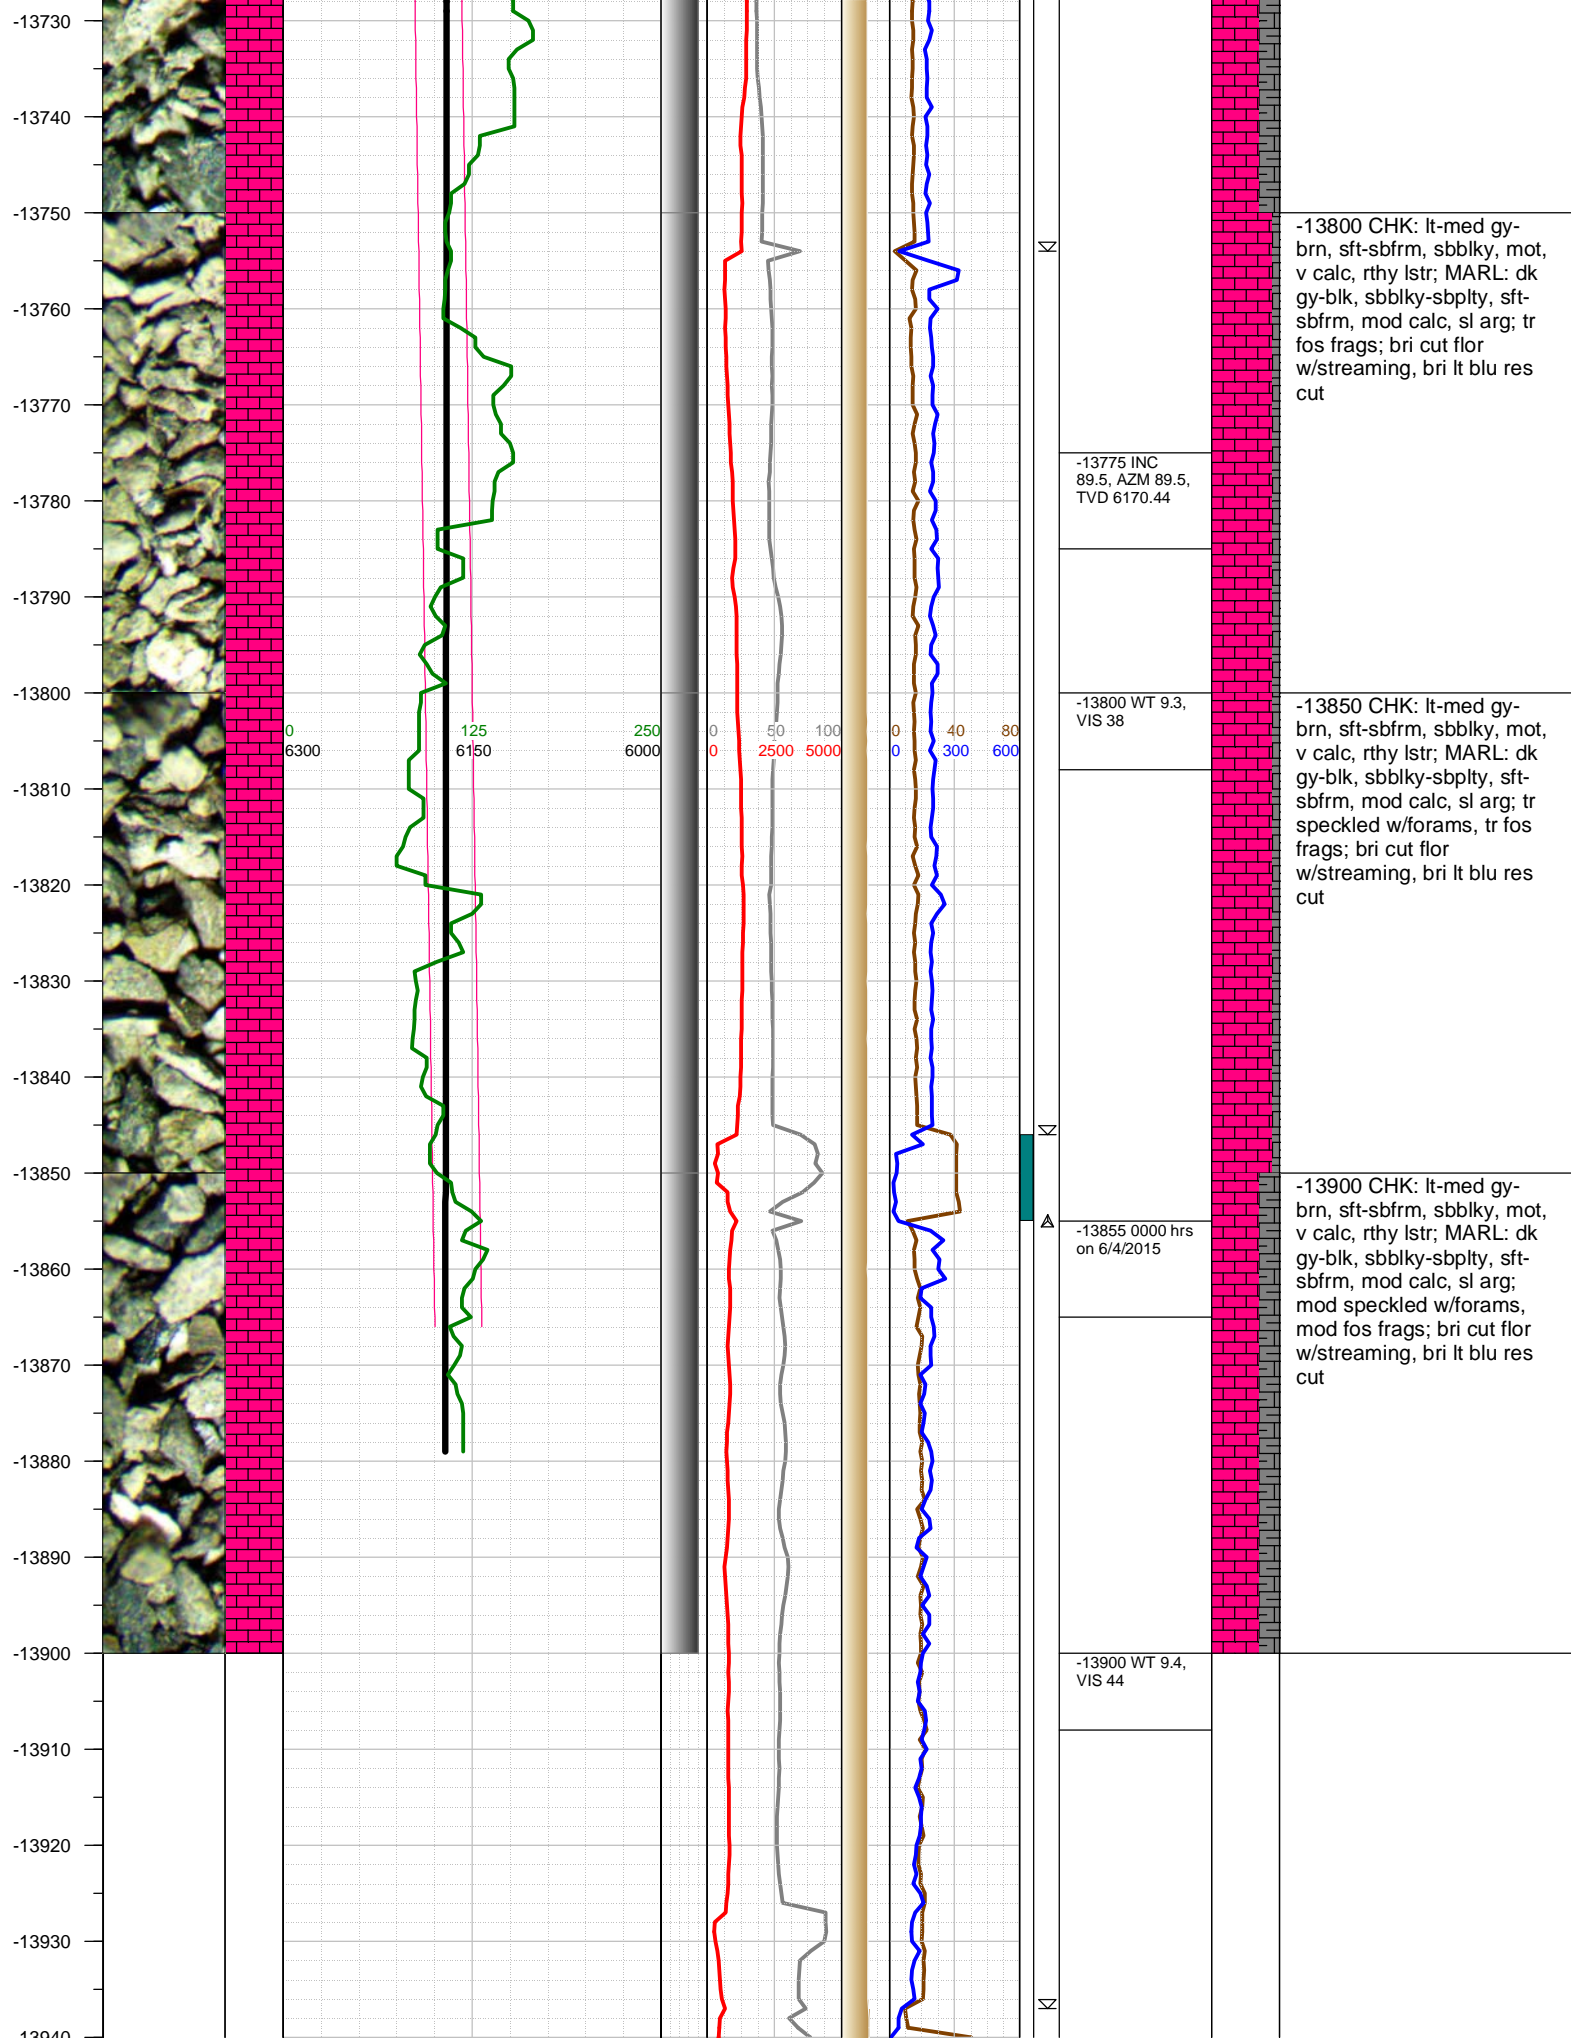 -13730
-13740
-13750
-13760
-13770
-13780
-13790
-13800
-13810
-13820
-13830
-13840
-13850
-13860
-13870
-13880
-13890
-13900
-13910
-13920
-13930
-13940
0 125 250
6300 6150 6000
0 50 100
0 2500 5000
0 40 80
0 300 600
-13775 INC
89.5, AZM 89.5,
TVD 6170.44
-13800 WT 9.3,
VIS 38
-13855 0000 hrs
on 6/4/2015
-13900 WT 9.4,
VIS 44
-13800 CHK: lt-med gy-
brn, sft-sbfrm, sbblky, mot,
v calc, rthy lstr; MARL: dk
gy-blk, sbblky-sbplty, sft-
sbfrm, mod calc, sl arg; tr
fos frags; bri cut flor
w/streaming, bri lt blu res
cut
-13850 CHK: lt-med gy-
brn, sft-sbfrm, sbblky, mot,
v calc, rthy lstr; MARL: dk
gy-blk, sbblky-sbplty, sft-
sbfrm, mod calc, sl arg; tr
speckled w/forams, tr fos
frags; bri cut flor
w/streaming, bri lt blu res
cut
-13900 CHK: lt-med gy-
brn, sft-sbfrm, sbblky, mot,
v calc, rthy lstr; MARL: dk
gy-blk, sbblky-sbplty, sft-
sbfrm, mod calc, sl arg;
mod speckled w/forams,
mod fos frags; bri cut flor
w/streaming, bri lt blu res
cut